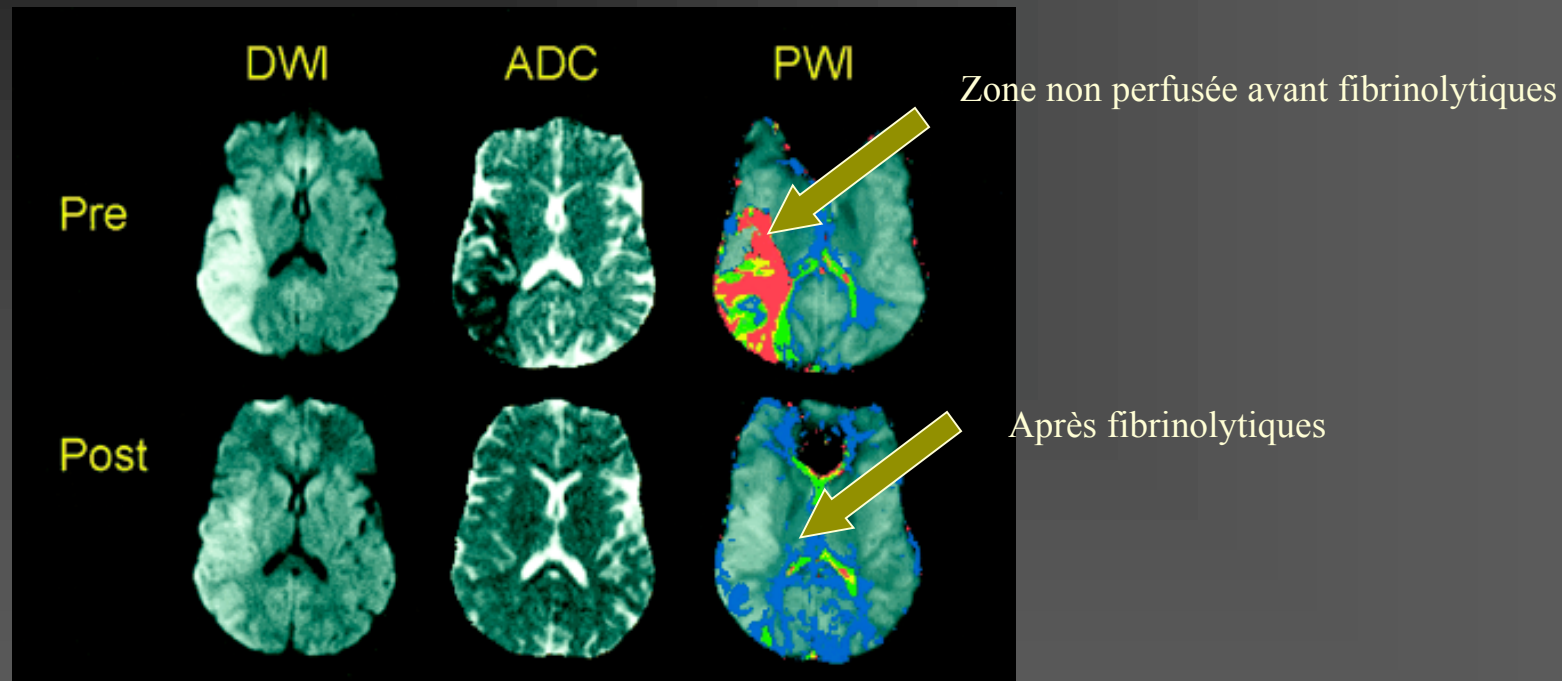 DWI ADC PWI
Zone non perfusée avant fibrinolytiques
Pre
Après fibrinolytiques
Post